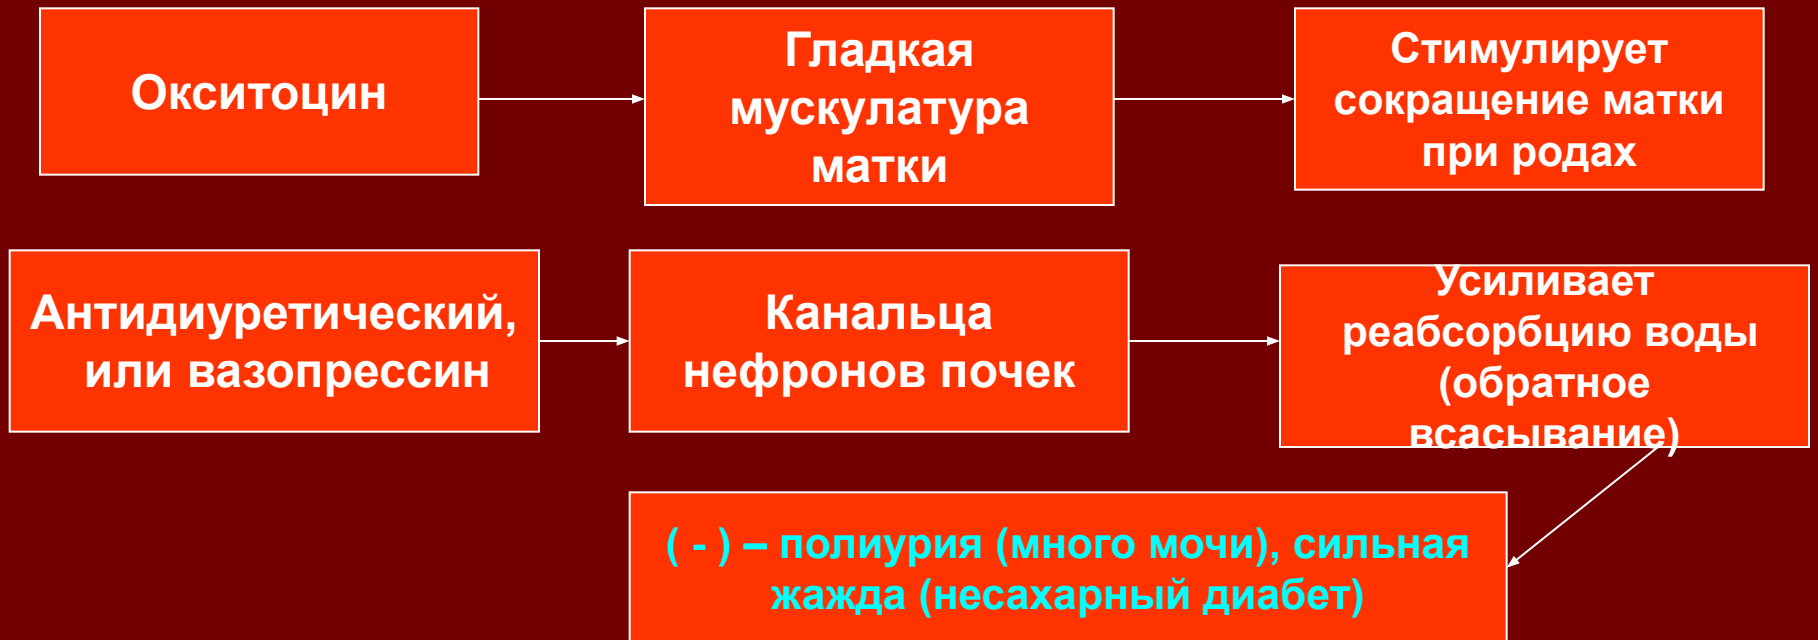 Окситоцин
Гладкая
мускулатура
матки
Стимулирует
сокращение матки
при родах
Антидиуретический,
или вазопрессин
Канальца
нефронов почек
Усиливает
реабсорбцию воды
(обратное
всасывание)
( - ) – полиурия (много мочи), сильная
жажда (несахарный диабет)